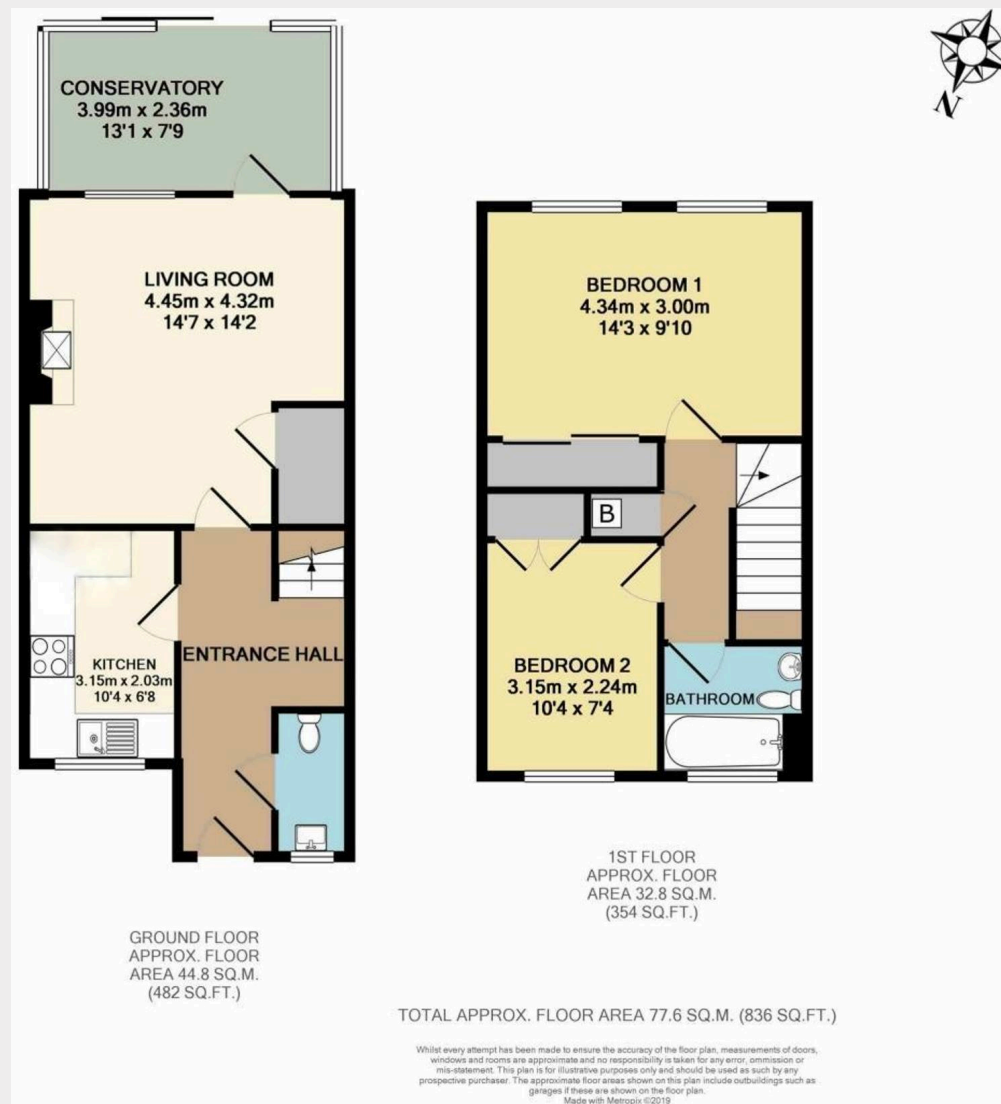 CONSERVATORY
3.99m x 2.36m
13'1 x 7'9
N
LIVING ROOM
4.45m x 4.32m
14'7 x 14'2
BEDROOM 1
4.34m x 3.00m
14'3 x 9'10
B
KITCHEN
3.15m x 2.03m
10'4 x 6'8
ENTRANCE HALL
BEDROOM 2
3.15m x 2.24m
10'4 x 7'4
BATHROOM
GROUND FLOOR
APPROX. FLOOR
AREA 44.8 SQ.M.
(482 SQ.FT.)
1ST FLOOR
APPROX. FLOOR
AREA 32.8 SQ.M.
(354 SQ.FT.)
TOTAL APPROX. FLOOR AREA 77.6 SQ.M. (836 SQ.FT.)
Whilst every attempt has been made to ensure the accuracy of the floor plan, measurements of doors,
windows and rooms are approximate and no responsibility is taken for any error, ommission or
mis-statement. This plan is for illustrative purposes only and should be used as such by any
prospective purchaser. The approximate floor areas shown on this plan include outbuildings such as
garages if these are shown on the floor plan.
Made with Metropix ©2019